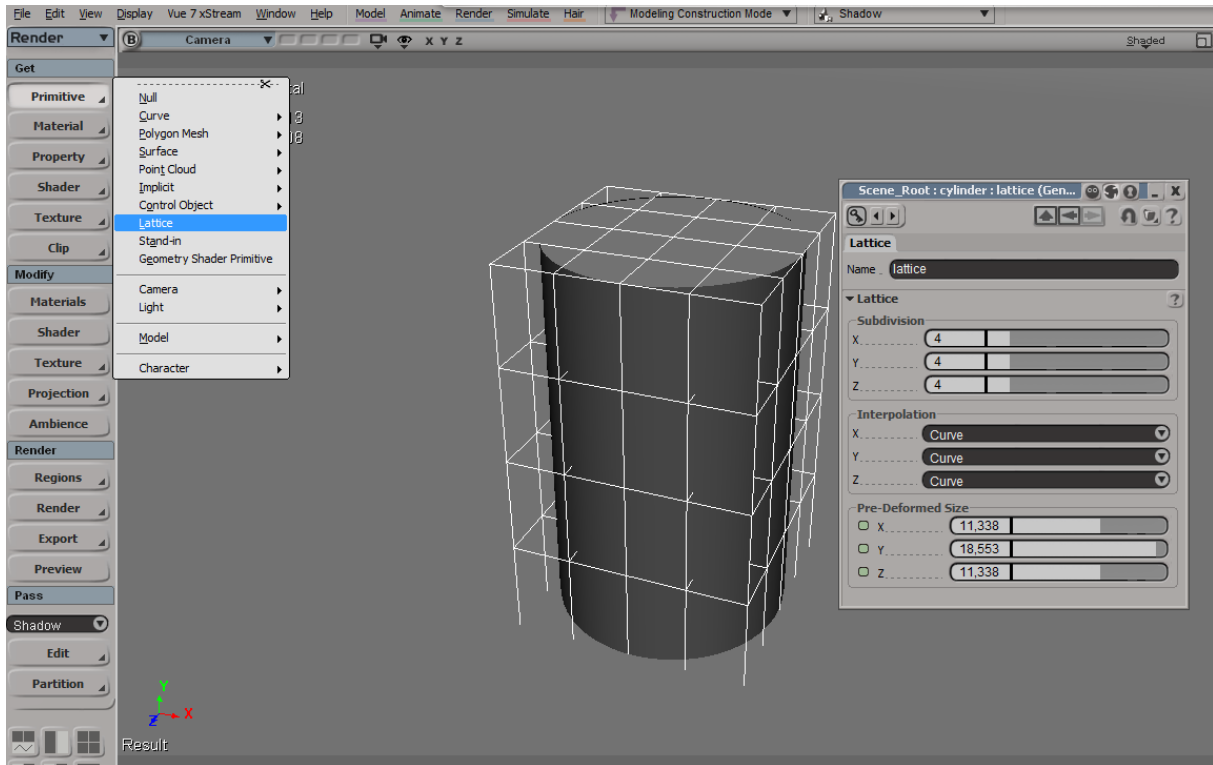 File Edit View Display Vue 7 xStream Window Help Model Animate Render Simulate Hair Modeling Construction Mode Shadow
Render
B Camera X Y Z Shaded
Get
Primitive
Material
Property
Shader
Texture
Clip
Modify
Materials
Shader
Texture
Projection
Ambience
Render
Regions
Render
Export
Preview
Pass
Shadow
Edit
Partition
Null
Curve
Polygon Mesh
Surface
Point Cloud
Implicit
Control Object
Lattice
Stand-in
Geometry Shader Primitive
Camera
Light
Model
Character
Scene_Root : cylinder : lattice (Gen...
Lattice
Name lattice
Lattice
Subdivision
X 4
Y 4
Z 4
Interpolation
X Curve
Y Curve
Z Curve
Pre-Deformed Size
X 11,338
Y 18,553
Z 11,338
Y
X
Z
Result